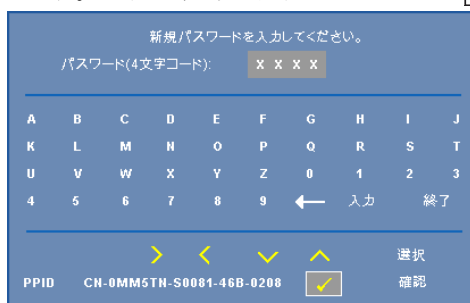 新規パスワードを入力してください。
パスワード(4文字コード): X X X X
A B C D E F G H I J
K L M N O P Q R S T
U V W X Y Z 0 1 2 3
4 5 6 7 8 9 ← 入力 終了
> < ∨ ∧ 選択
PPID CN-0MM5TN-S0081-46B-0208 ✓ 確認